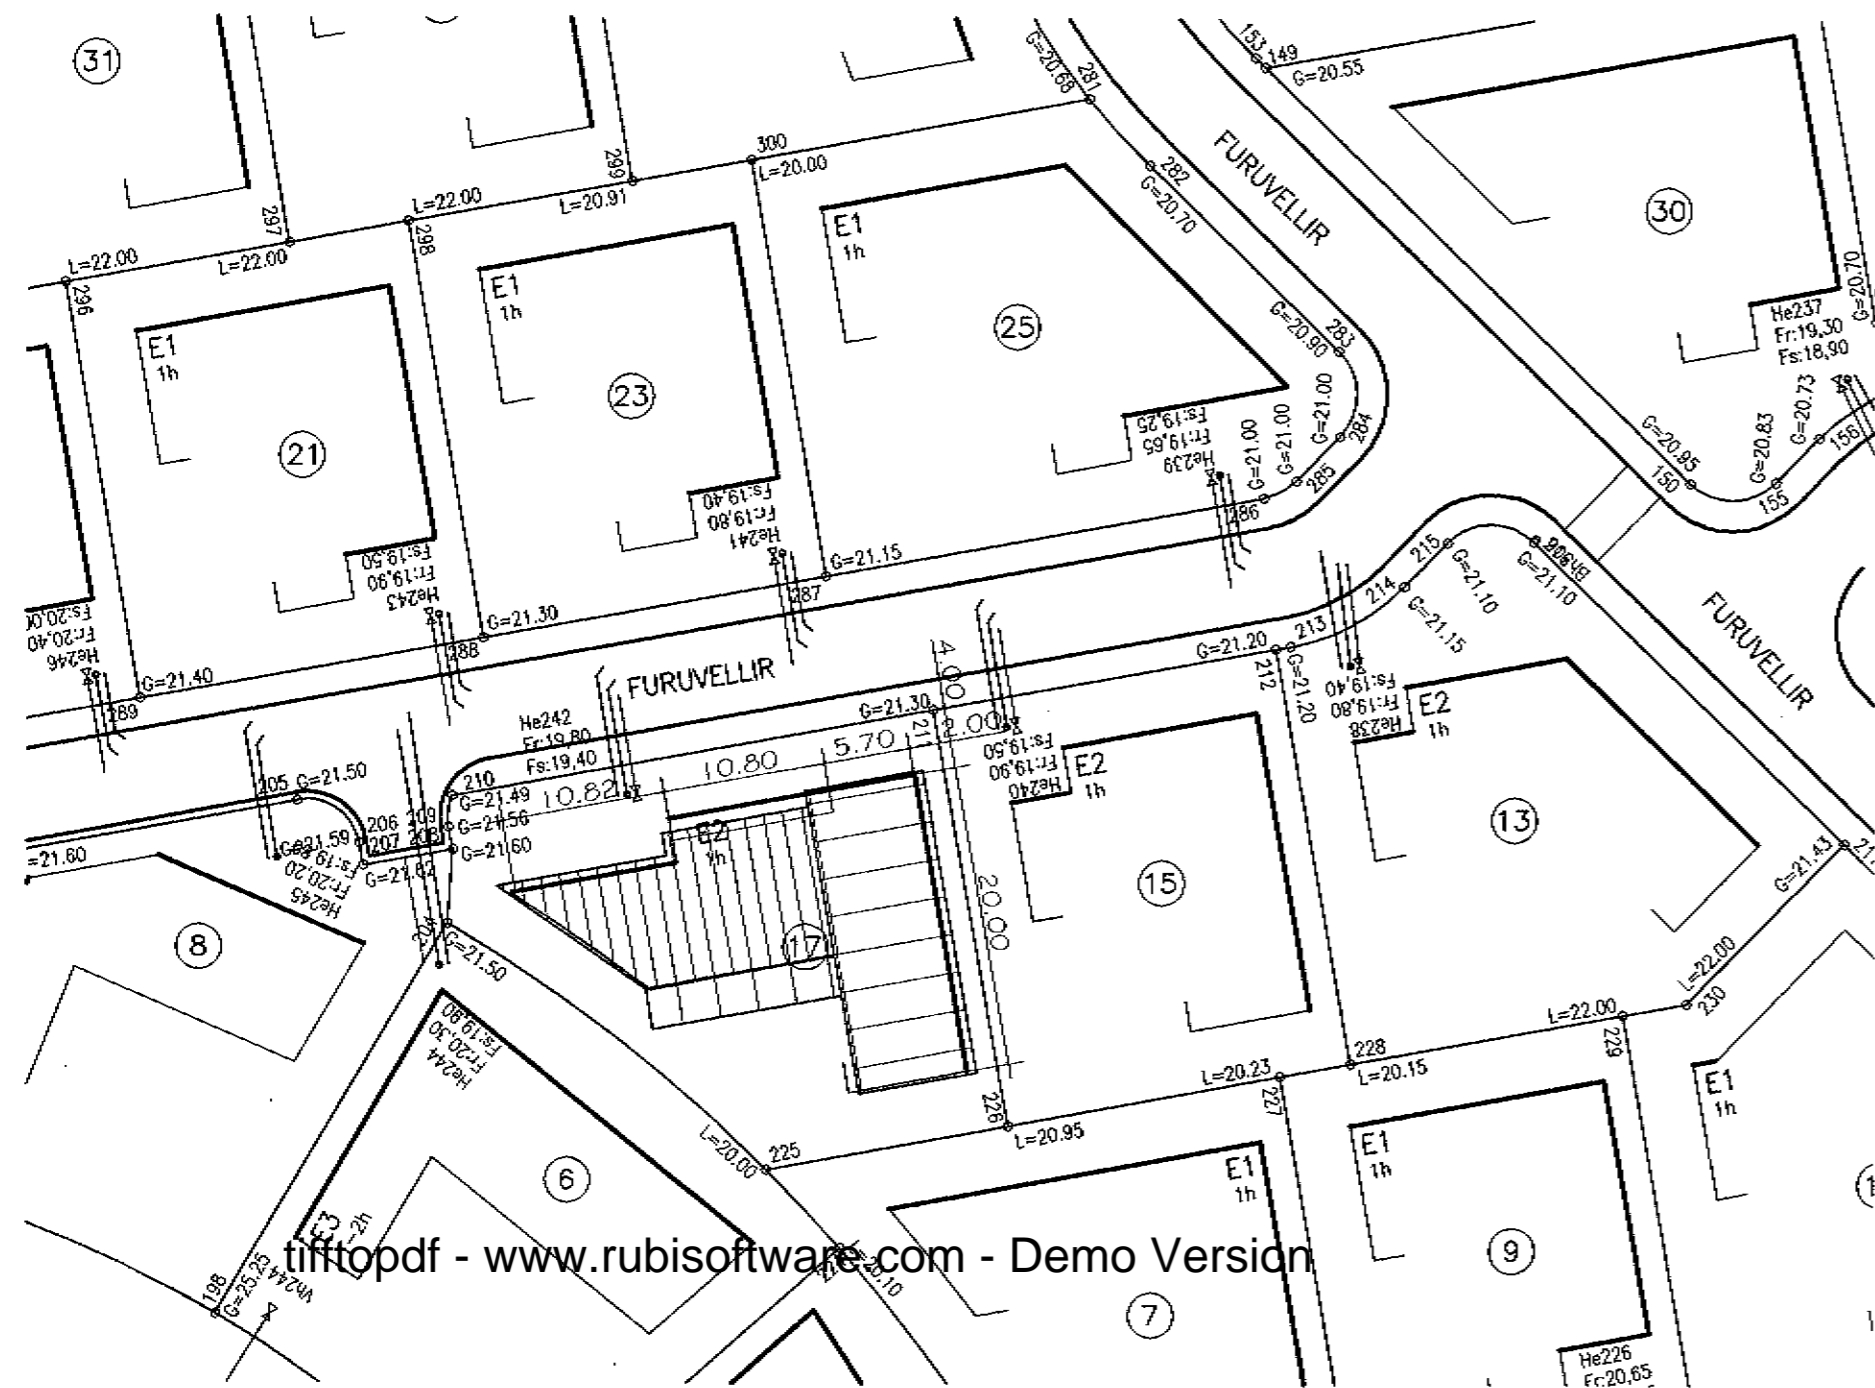 31
153
149
G=20.55
G=20.68
281
300
L=20.00
299
L=22.00
L=20.91
298
297
L=22.00
L=22.00
296
282
G=20.70
FURUVELLIR
30
G=20.70
He237
Fr:19,30
Fs:18,90
E1
1h
21
E1
1h
23
E1
1h
25
G=20.90
283
G=21.00
284
G=21.00
285
G=21.00
286
Fs:19,25
Fr:19,65
He239
G=20.95
150
G=20.83
155
G=20.73
156
Fs:19,40
Fr:19,80
He241
G=21.15
287
Fs:19,50
Fr:19,90
He243
G=21.30
288
Fr:20,40
He246
G=21.40
289
FURUVELLIR
215
G=21.10
G=21.10
214
G=21.15
213
G=21.20
G=21.20
212
FURUVELLIR
4.00
G=21.30
2.00
5.70
10.80
10.82
20.00
He242
Fr:19,80
Fs:19,40
210
G=21.49
209
G=21.56
208
G=21.60
205
G=21.50
206
G=21.59
207
G=21.62
Fr:20,20
He245
=21.60
8
G=21.50
E2
1h
17
Fs:19,50
Fr:19,90
He240
E2
1h
15
Fs:19,40
Fr:19,80
He238
E2
1h
13
G=21.43
L=22.00
230
L=22.00
229
228
L=20.15
L=20.23
227
226
L=20.95
225
L=20.00
Fs:19,80
Fr:20,30
He244
6
E3
2h
198
G=25.25
Vh244
L=20.10
E1
1h
7
E1
1h
9
E1
1h
He226
Fr:20,65
tifftopdf - www.rubisoftware.com - Demo Version